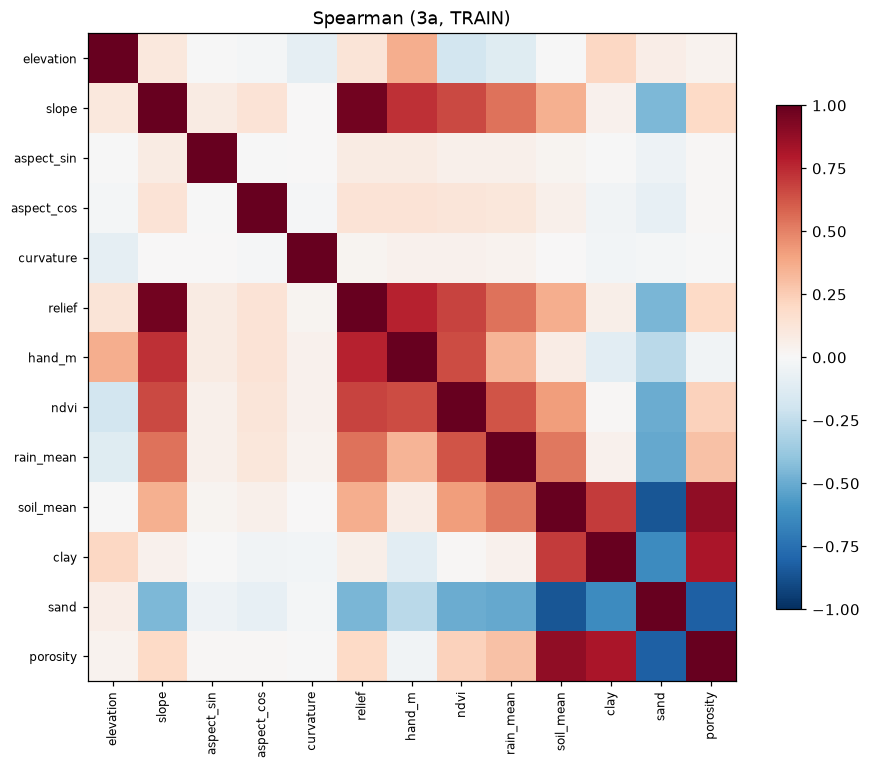 Spearman (3a, TRAIN)
elevation
slope
aspect_sin
aspect_cos
curvature
relief
hand_m
ndvi
rain_mean
soil_mean
clay
sand
porosity
elevation
slope
aspect_sin
aspect_cos
curvature
relief
hand_m
ndvi
rain_mean
soil_mean
clay
sand
porosity
1.00
0.75
0.50
0.25
0.00
−0.25
−0.50
−0.75
−1.00